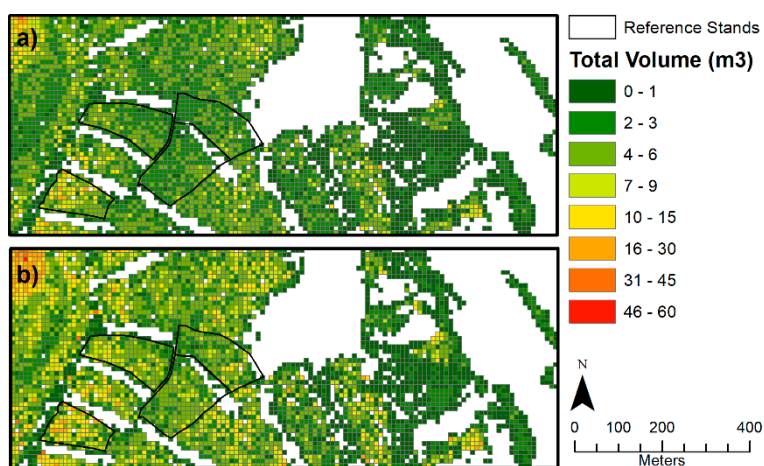 a)
b)
Reference Stands
Total Volume (m3)
0 - 1
2 - 3
4 - 6
7 - 9
10 - 15
16 - 30
31 - 45
46 - 60
N
0 100 200 400
Meters